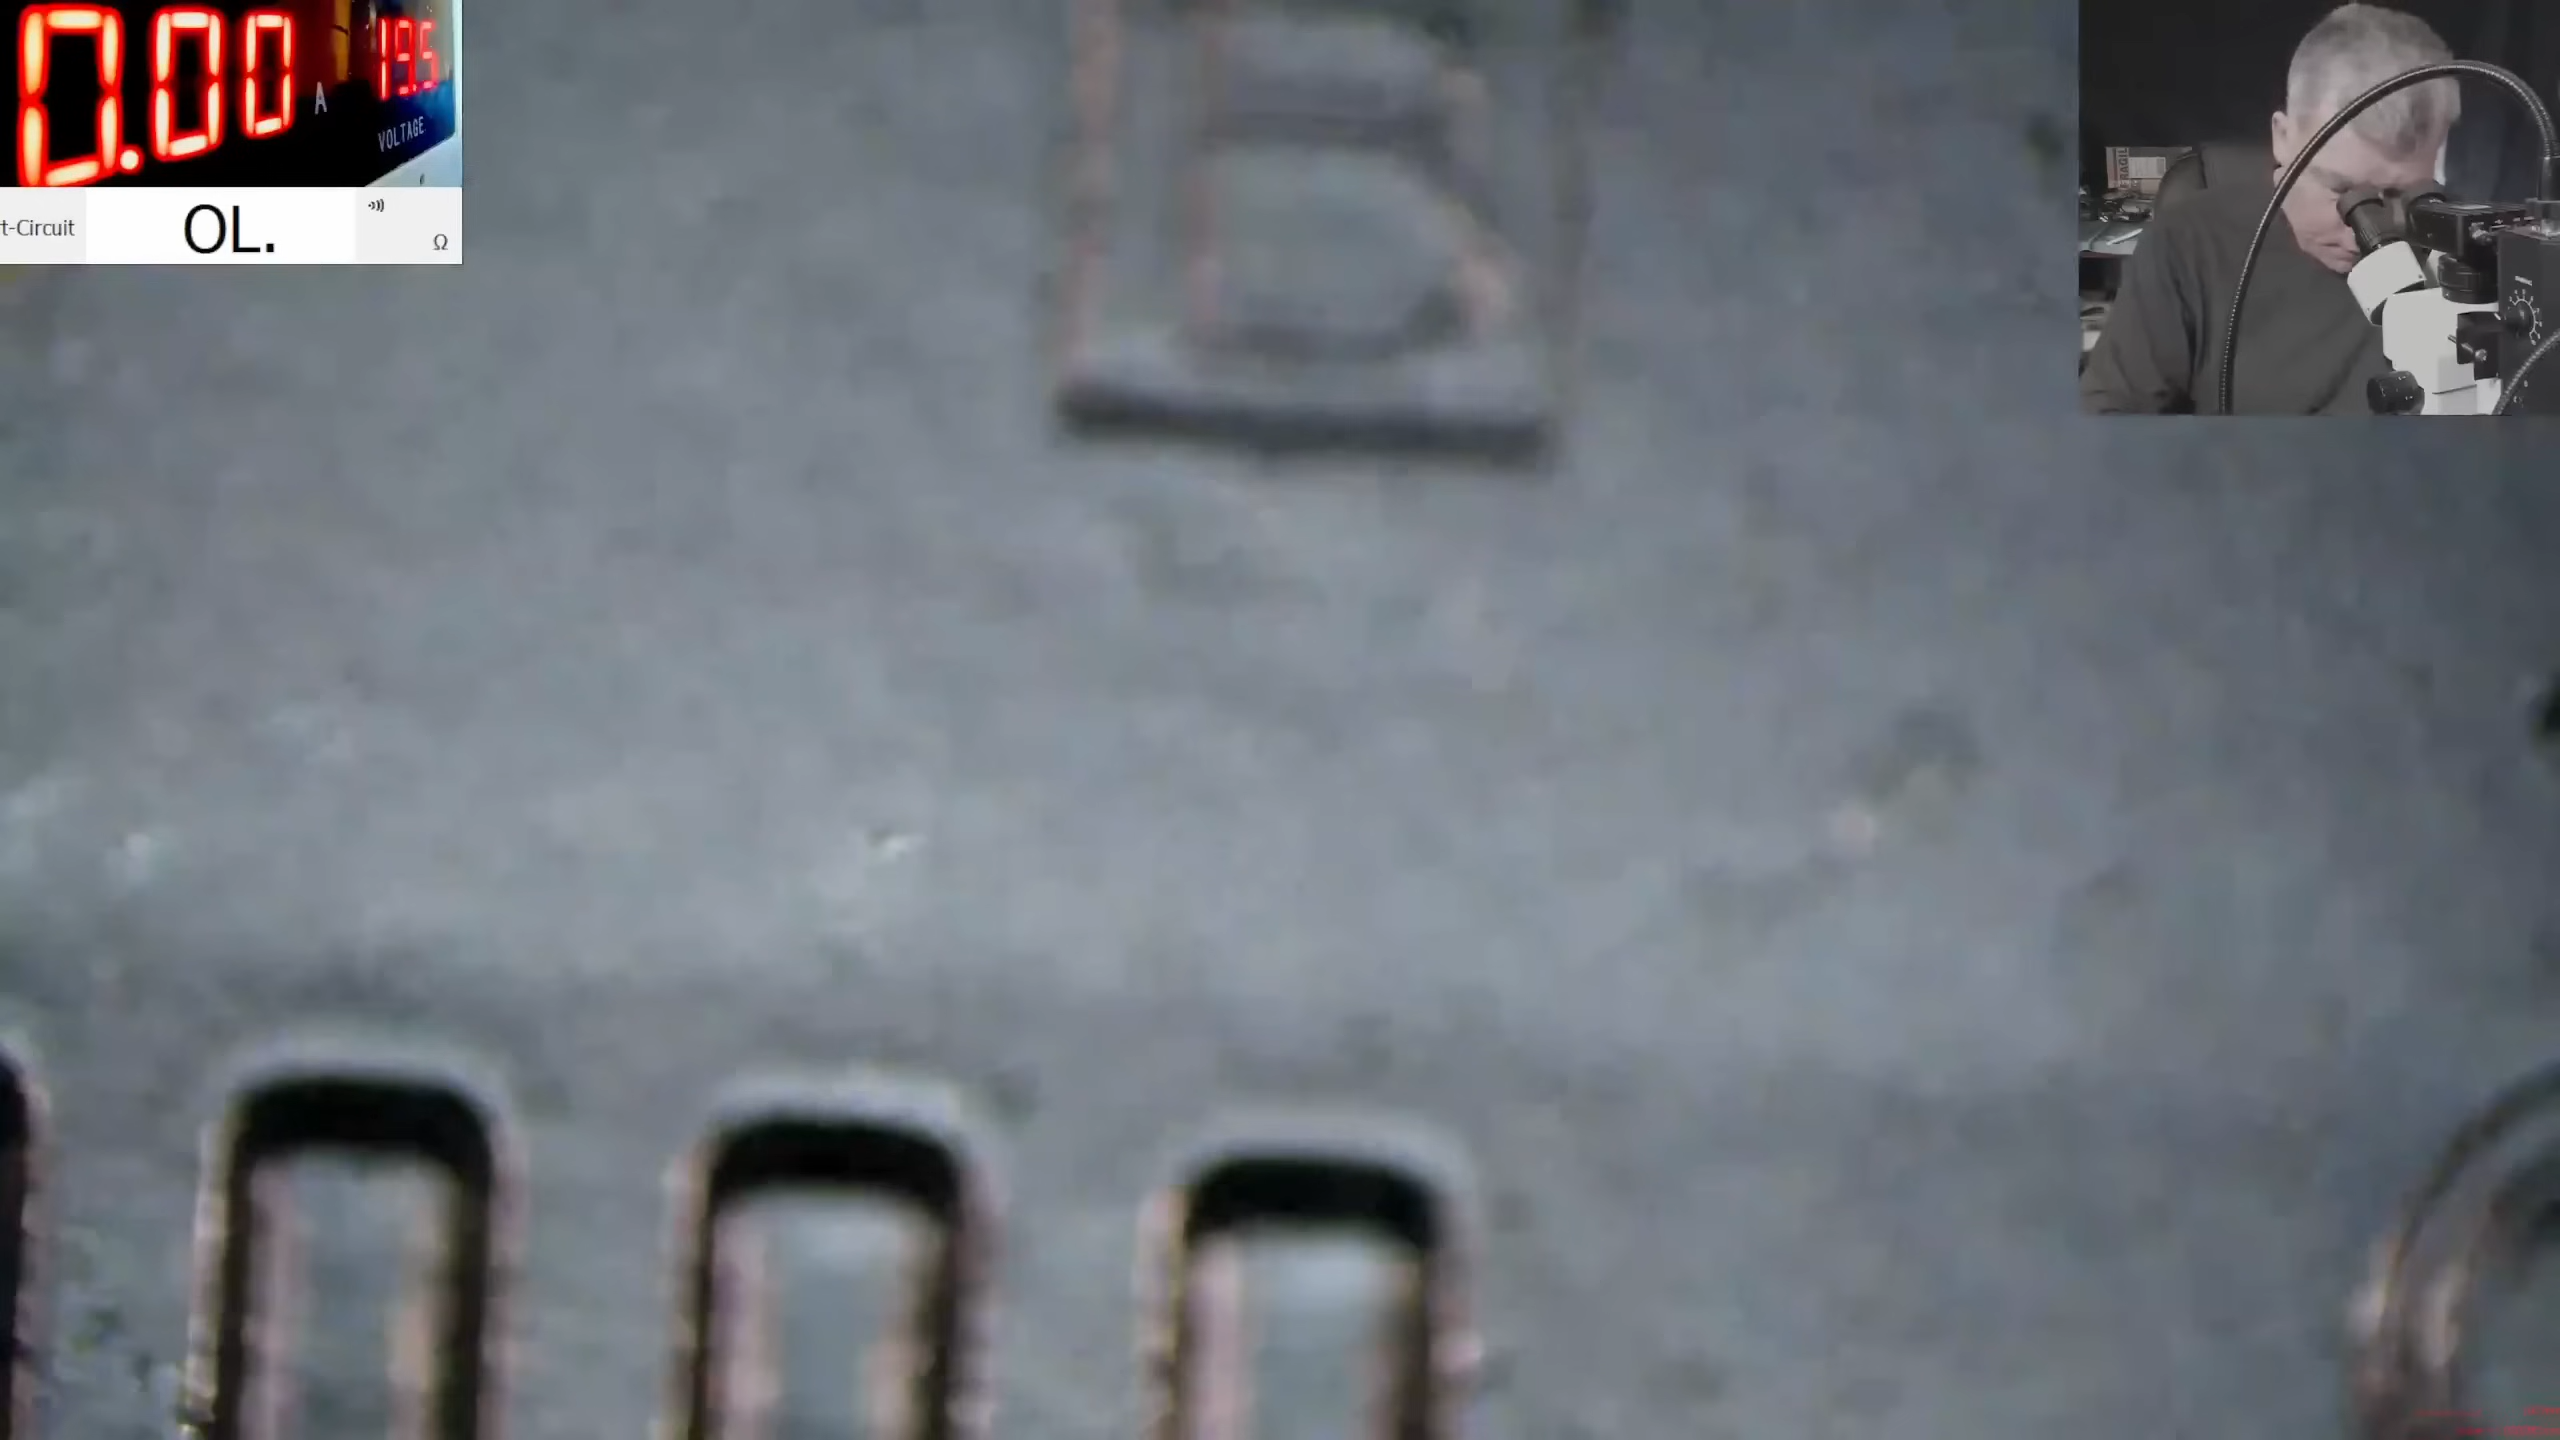 0.00 A 19.5
VOLTAGE
t-Circuit OL. Ω